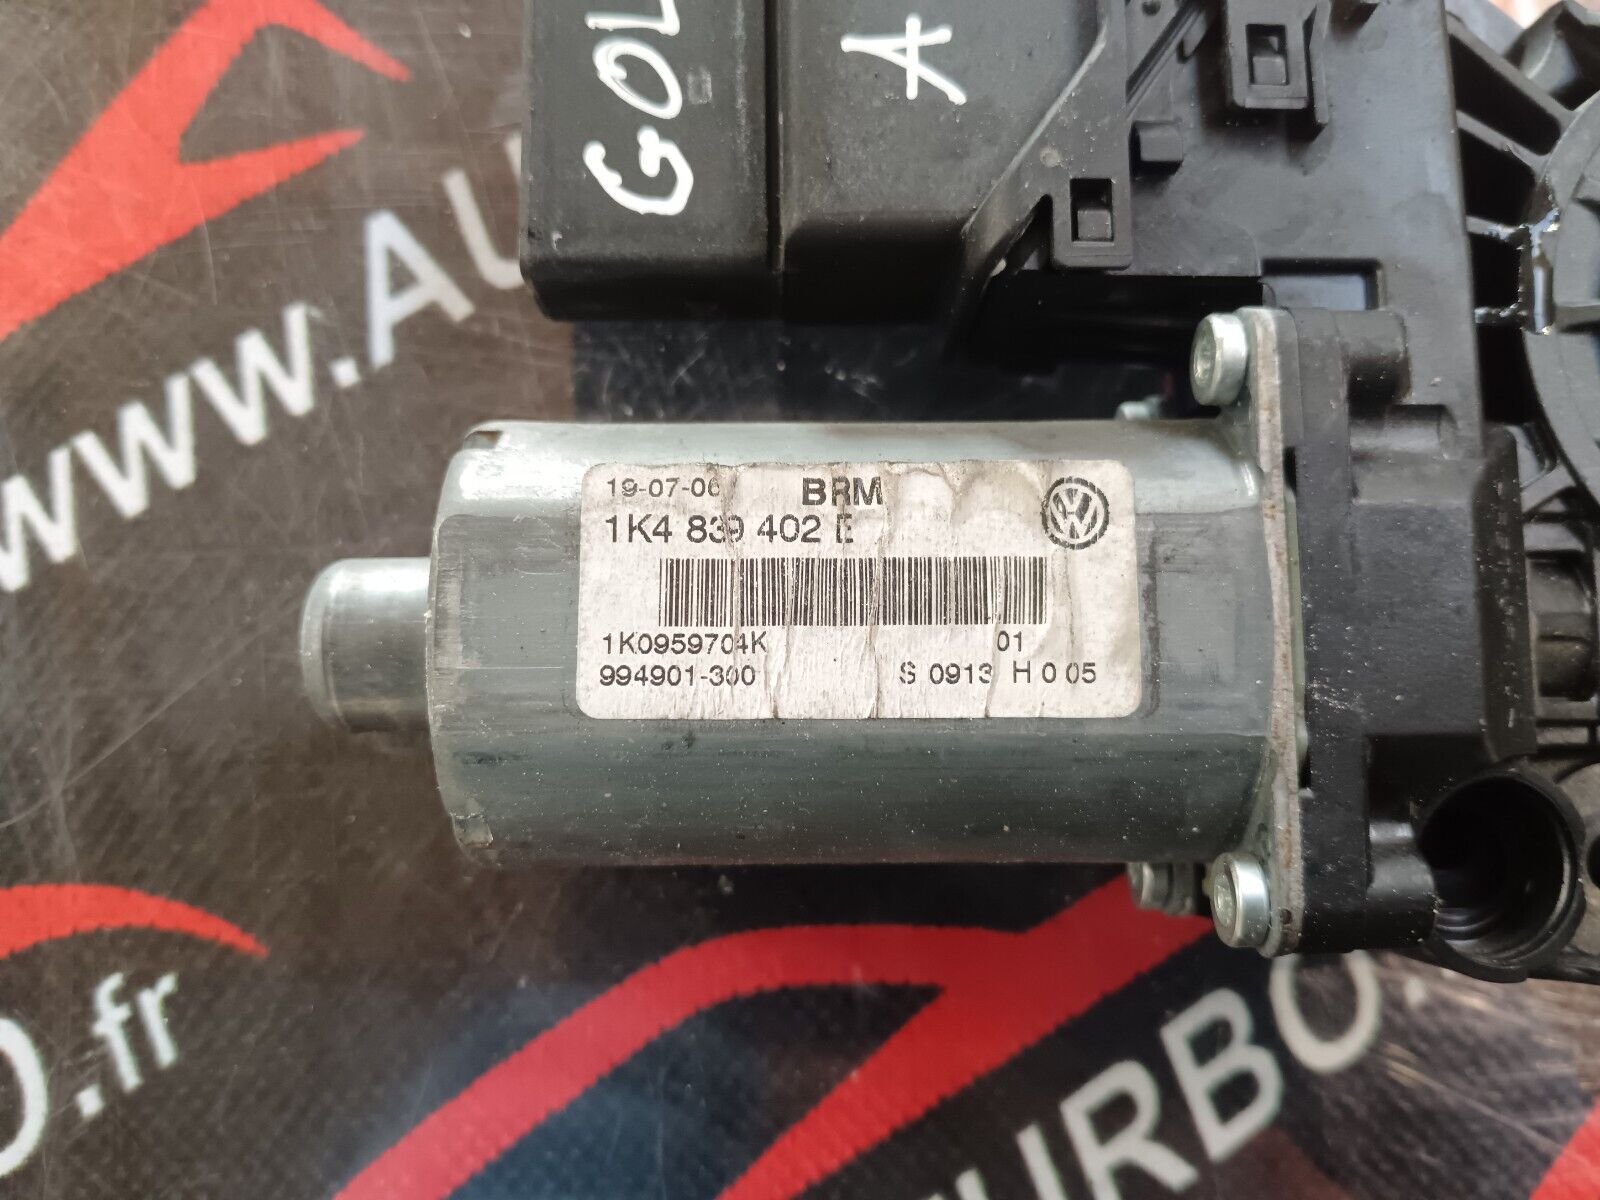 GOL
A
WWW.AU
19-07-06 BRM
1K4 839 402 E
1K0959704K 01
994901-300 S 0913 H 0 05
O.fr
URBO.